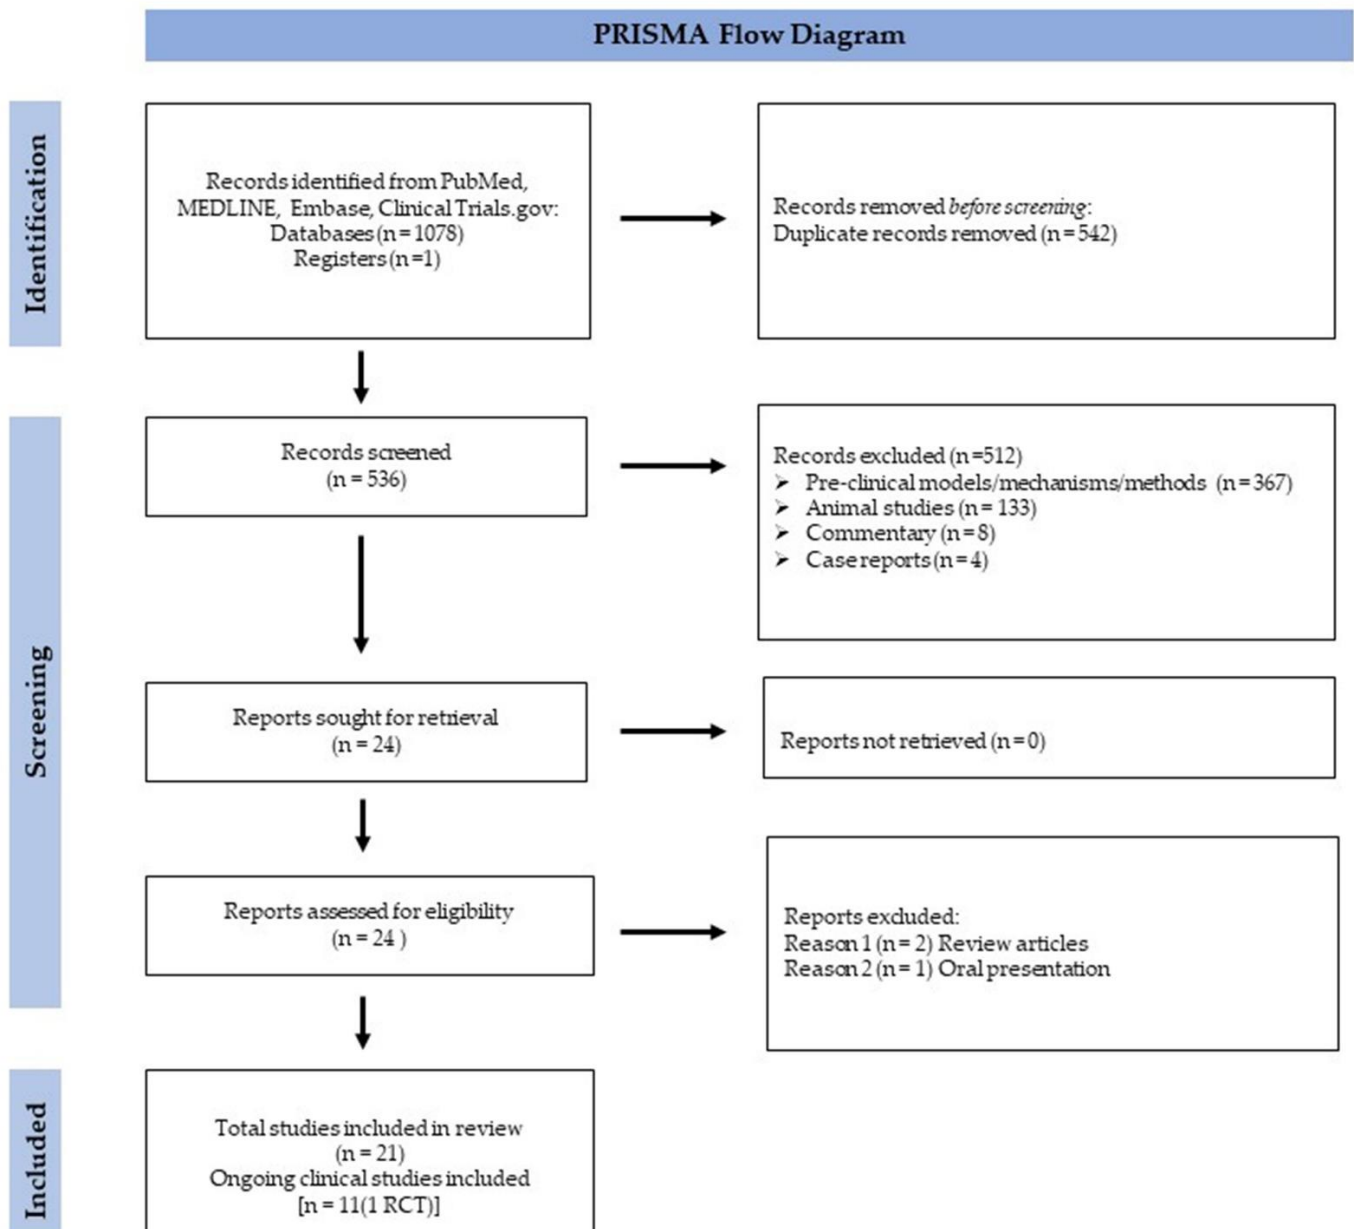 PRISMA Flow Diagram
Identification
Records identified from PubMed,
MEDLINE, Embase, Clinical Trials.gov:
Databases (n = 1078)
Registers (n =1)
Records removed before screening:
Duplicate records removed (n = 542)
Screening
Records screened
(n = 536)
Records excluded (n =512)
➢ Pre-clinical models/mechanisms/methods (n = 367)
➢ Animal studies (n = 133)
➢ Commentary (n = 8)
➢ Case reports (n = 4)
Reports sought for retrieval
(n = 24)
Reports not retrieved (n = 0)
Reports assessed for eligibility
(n = 24 )
Reports excluded:
Reason 1 (n = 2) Review articles
Reason 2 (n = 1) Oral presentation
Included
Total studies included in review
(n = 21)
Ongoing clinical studies included
[n = 11(1 RCT)]